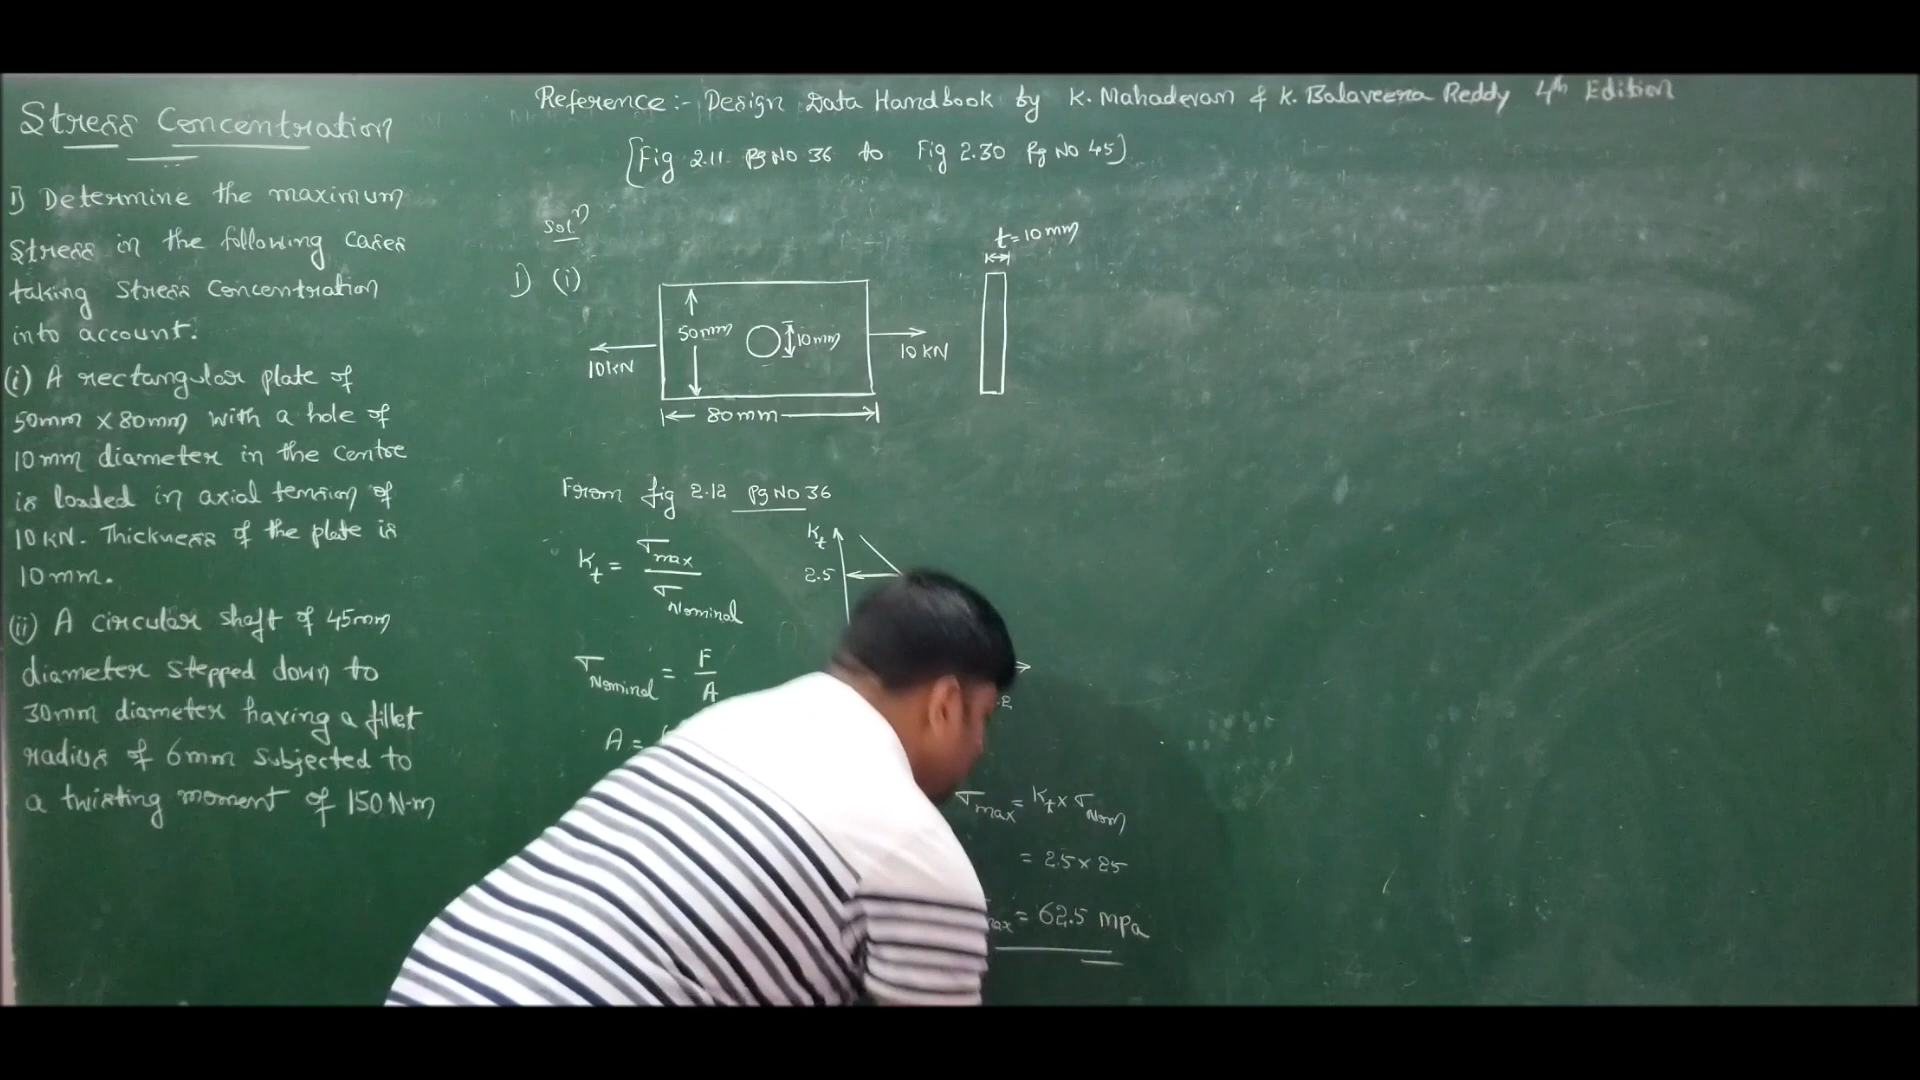 Stress Concentration
1) Determine the maximum
stress in the following cases
taking stress concentration
into account.
(i) A rectangular plate of
50mm x 80mm with a hole of
10mm diameter in the centre
is loaded in axial tension of
10 kN. Thickness of the plate is
10mm.
(ii) A circular shaft of 45mm
diameter stepped down to
30mm diameter having a fillet
radius of 6mm subjected to
a twisting moment of 150 N-m
Reference:- Design Data Handbook by K. Mahadevan & K. Balaveera Reddy 4th Edition
[Fig 2.11 Pg No 36 to Fig 2.30 Pg No 45]
Solⁿ
1) (i)
50mm
10mm
10kN
10 kN
80mm
t=10mm
From fig 2.12 Pg No 36
Kt = σmax / σNominal
Kt
2.5
σNominal = F / A
A =
σmax = Kt x σNom
= 2.5 x 25
= 62.5 mpa